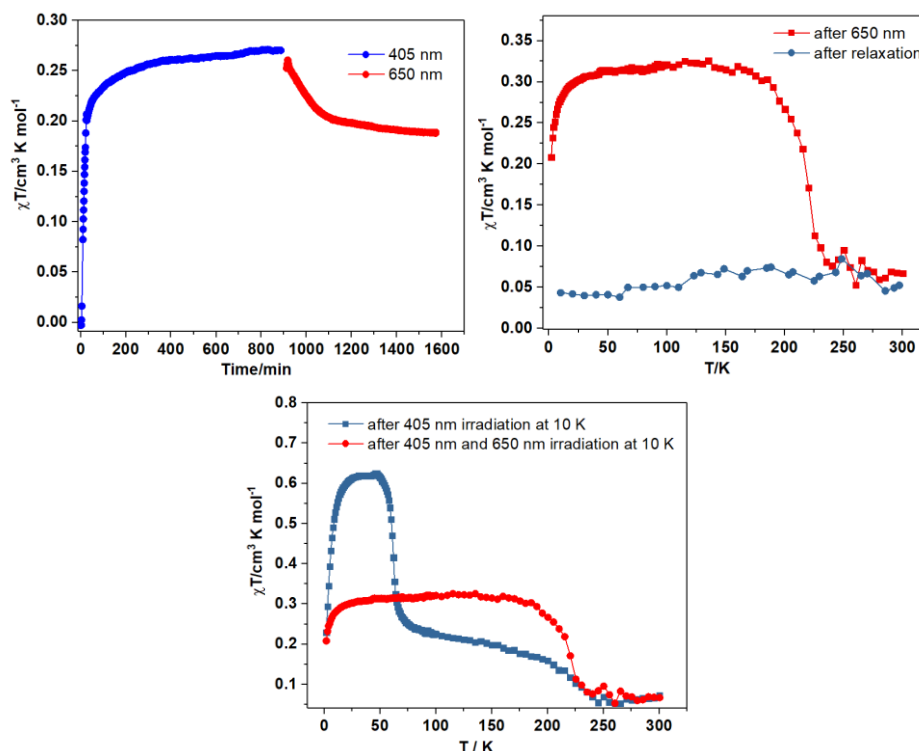 0.30
0.25
0.20
0.15
0.10
0.05
0.00
χT/cm³ K mol⁻¹
405 nm
650 nm
0 200 400 600 800 1000 1200 1400 1600
Time/min
0.35
0.30
0.25
0.20
0.15
0.10
0.05
0.00
χT/cm³ K mol⁻¹
after 650 nm
after relaxation
0 50 100 150 200 250 300
T/K
0.8
0.7
0.6
0.5
0.4
0.3
0.2
0.1
χT/cm³ K mol⁻¹
after 405 nm irradiation at 10 K
after 405 nm and 650 nm irradiation at 10 K
0 50 100 150 200 250 300
T / K